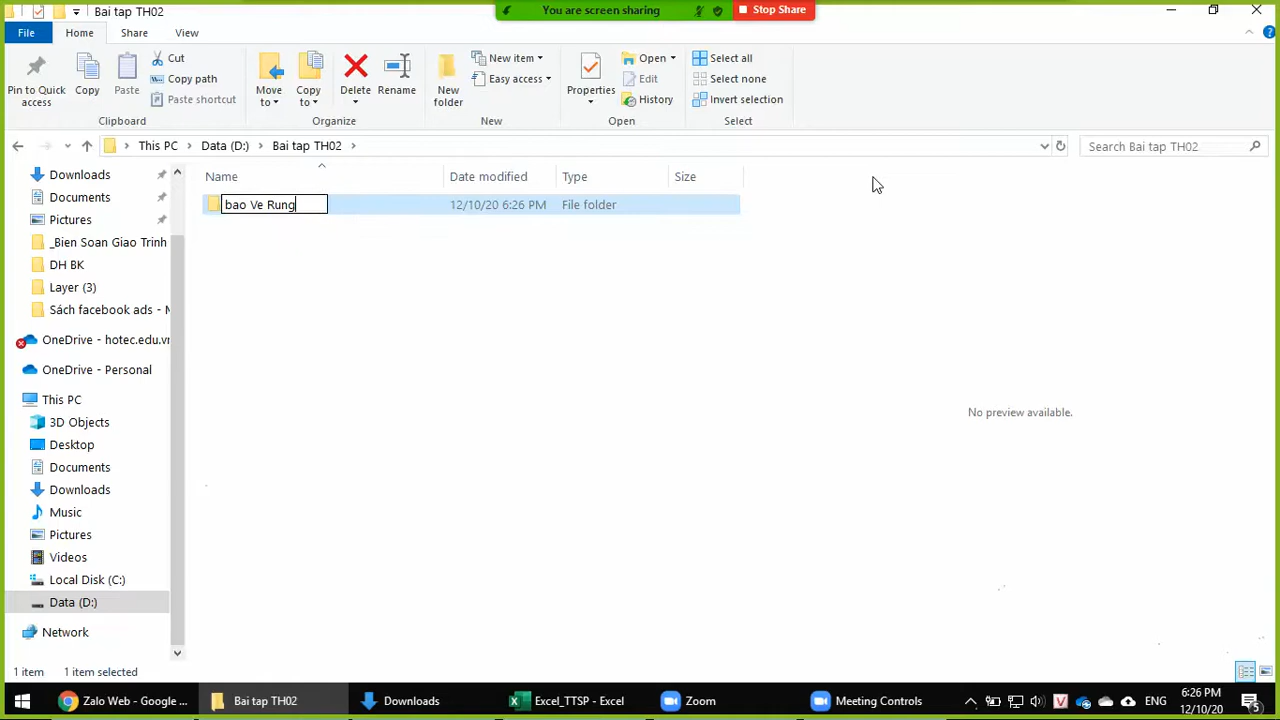 Bai tap TH02
You are screen sharing
Stop Share
File
Home
Share
View
Pin to Quick access
Copy
Paste
Cut
Copy path
Paste shortcut
Clipboard
Move to
Copy to
Delete
Rename
Organize
New folder
New item
Easy access
New
Properties
Open
Edit
History
Open
Select all
Select none
Invert selection
Select
This PC
Data (D:)
Bai tap TH02
Search Bai tap TH02
Name
Date modified
Type
Size
bao Ve Rung
12/10/20 6:26 PM
File folder
Downloads
Documents
Pictures
_Bien Soan Giao Trinh
DH BK
Layer (3)
Sách facebook ads -
OneDrive - hotec.edu.vn
OneDrive - Personal
This PC
3D Objects
Desktop
Documents
Downloads
Music
Pictures
Videos
Local Disk (C:)
Data (D:)
Network
No preview available.
1 item
1 item selected
Zalo Web - Google ...
Bai tap TH02
Downloads
Excel_TTSP - Excel
Zoom
Meeting Controls
V
ENG
6:26 PM
12/10/20
5